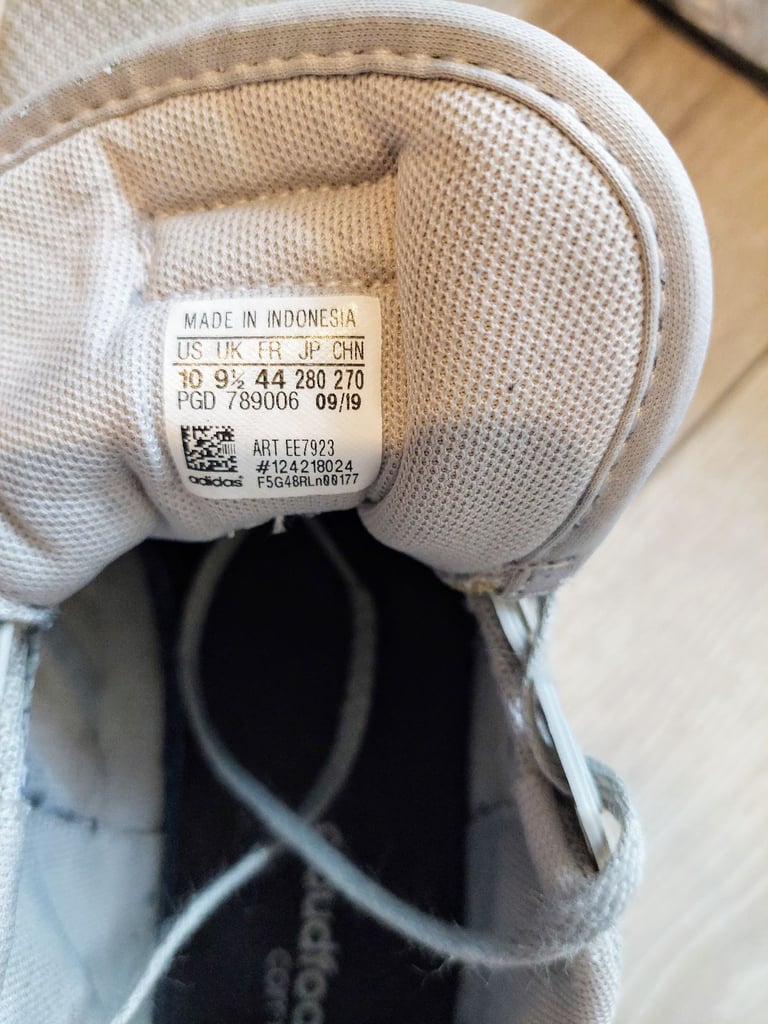 MADE IN INDONESIA
US UK FR JP CHN
10 9½ 44 280 270
PGD 789006 09/19
ART EE7923
#124218024
adidas F5G48RLn00177